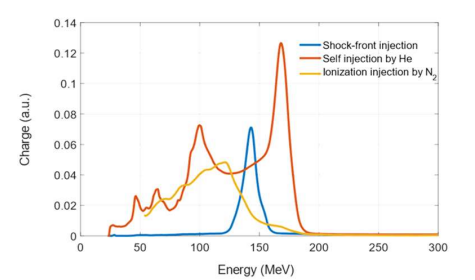 0.14
Shock-front injection
0.12
Self injection by He
Ionization injection by N2
0.1
Charge (a.u.)
0.08
0.06
0.04
0.02
0
0 50 100 150 200 250 300
Energy (MeV)